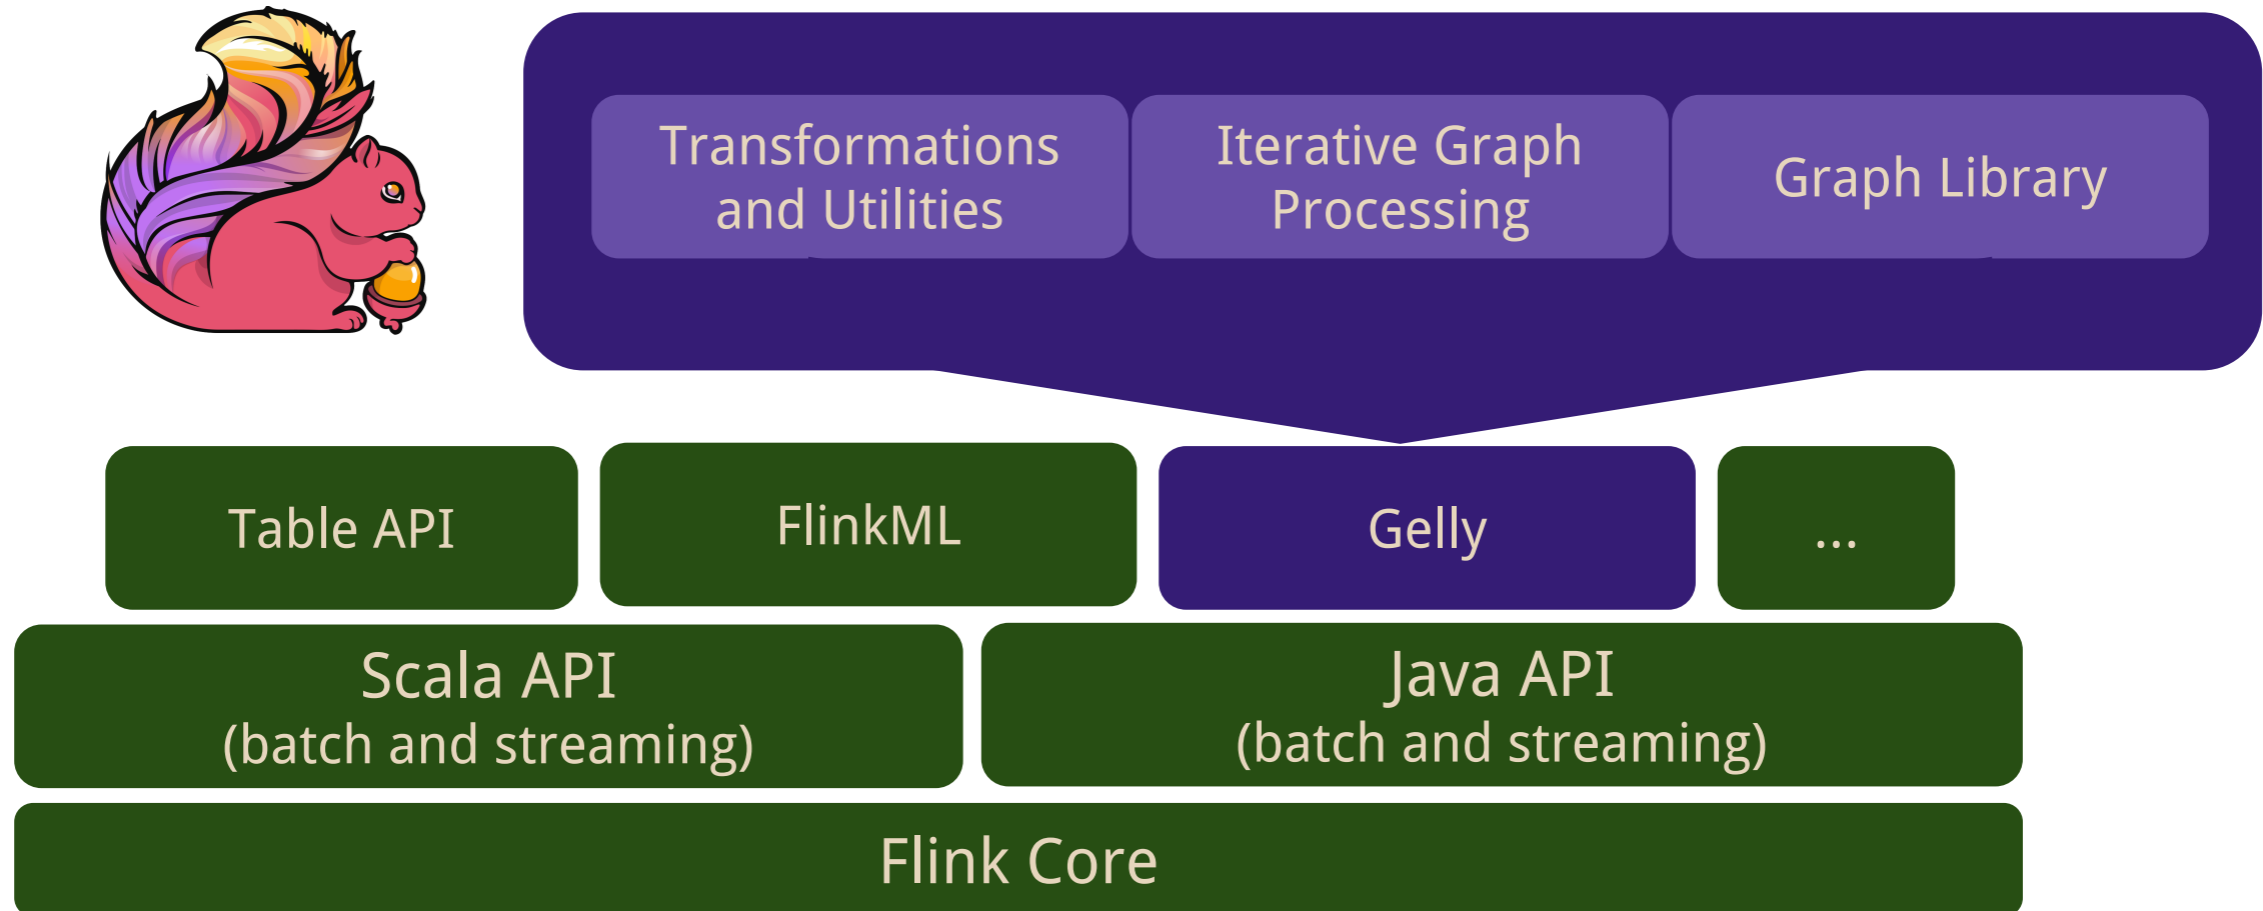 Transformations
and Utilities
Iterative Graph
Processing
Graph Library
Table API
FlinkML
Gelly
...
Scala API
(batch and streaming)
Java API
(batch and streaming)
Flink Core